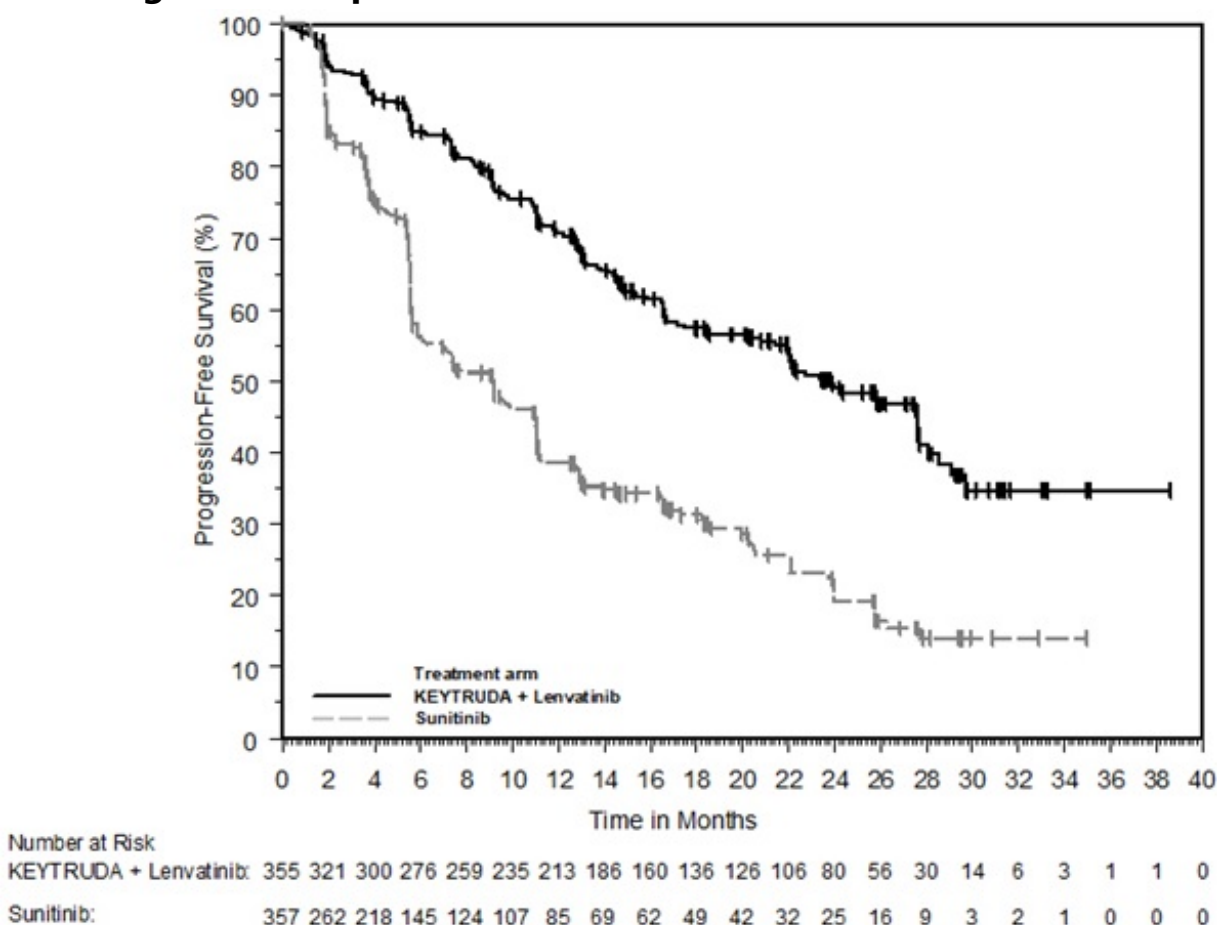 100
90
80
70
60
50
40
30
20
10
0
Progression-Free Survival (%)
Treatment arm
KEYTRUDA + Lenvatinib
Sunitinib
0 2 4 6 8 10 12 14 16 18 20 22 24 26 28 30 32 34 36 38 40
Time in Months
Number at Risk
KEYTRUDA + Lenvatinib: 355 321 300 276 259 235 213 186 160 136 126 106 80 56 30 14 6 3 1 1 0
Sunitinib: 357 262 218 145 124 107 85 69 62 49 42 32 25 16 9 3 2 1 0 0 0